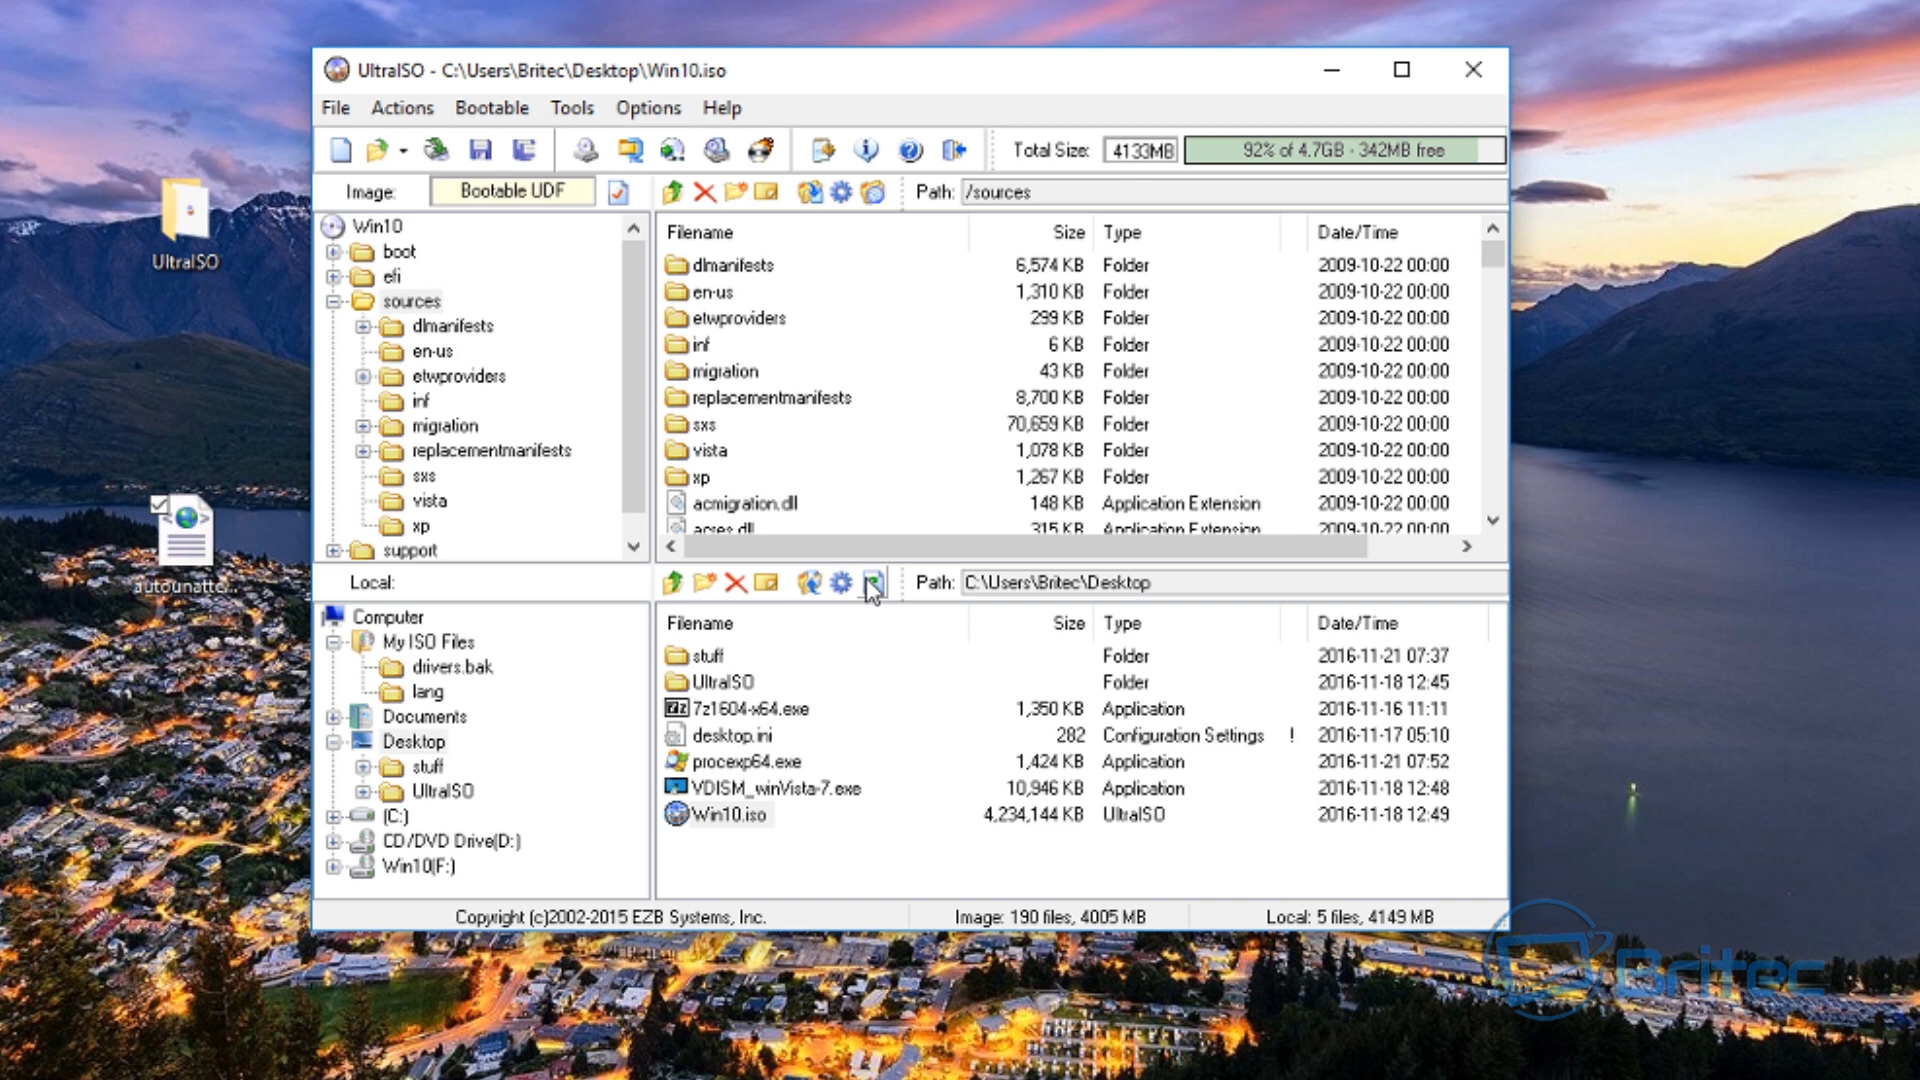 UltraISO - C:\Users\Britec\Desktop\Win10.iso
File Actions Bootable Tools Options Help
Total Size: 4133MB 92% of 4.7GB - 342MB free
Image: Bootable UDF Path: /sources
Win10
boot
efi
sources
dlmanifests
en-us
etwproviders
inf
migration
replacementmanifests
sxs
vista
xp
support
Filename Size Type Date/Time
dlmanifests 6,574 KB Folder 2009-10-22 00:00
en-us 1,310 KB Folder 2009-10-22 00:00
etwproviders 299 KB Folder 2009-10-22 00:00
inf 6 KB Folder 2009-10-22 00:00
migration 43 KB Folder 2009-10-22 00:00
replacementmanifests 8,700 KB Folder 2009-10-22 00:00
sxs 70,659 KB Folder 2009-10-22 00:00
vista 1,078 KB Folder 2009-10-22 00:00
xp 1,267 KB Folder 2009-10-22 00:00
acmigration.dll 148 KB Application Extension 2009-10-22 00:00
acres.dll 315 KB Application Extension 2009-10-22 00:00
UltraISO
autounatte...
Local: Path: C:\Users\Britec\Desktop
Computer
My ISO Files
drivers.bak
lang
Documents
Desktop
stuff
UltraISO
(C:)
CD/DVD Drive(D:)
Win10(F:)
Filename Size Type Date/Time
stuff Folder 2016-11-21 07:37
UltraISO Folder 2016-11-18 12:45
7z1604-x64.exe 1,350 KB Application 2016-11-16 11:11
desktop.ini 282 Configuration Settings ! 2016-11-17 05:10
procexp64.exe 1,424 KB Application 2016-11-21 07:52
VDISM_winVista-7.exe 10,946 KB Application 2016-11-18 12:48
Win10.iso 4,234,144 KB UltraISO 2016-11-18 12:49
Copyright (c)2002-2015 EZB Systems, Inc. Image: 190 files, 4005 MB Local: 5 files, 4149 MB
Britec